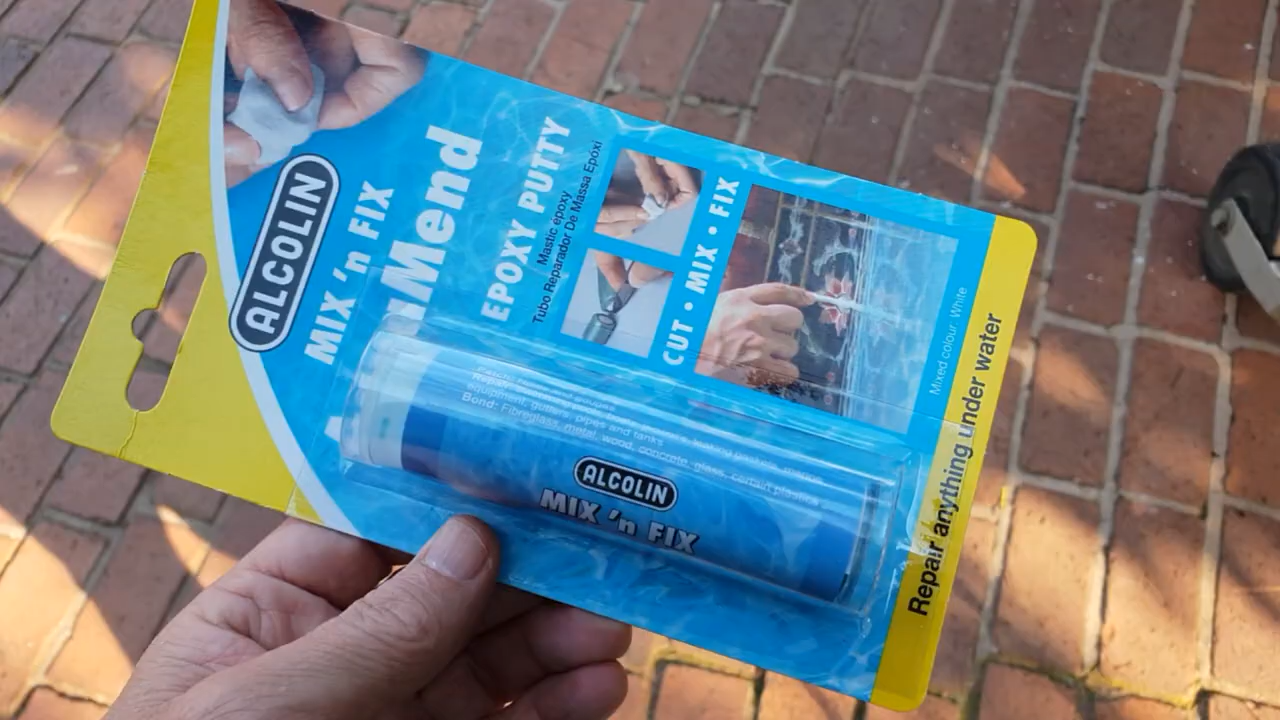 ALCOLIN
MIX 'n FIX
Mend
EPOXY PUTTY
Mastic epoxy
Tubo Reparador De Massa Epoxi
CUT • MIX • FIX
Mixed colour: White
Repair anything under water
equipment, gutters, pipes and tanks
Bond: Fibreglass, metal, wood, concrete, glass, certain plastics
ALCOLIN
MIX 'n FIX